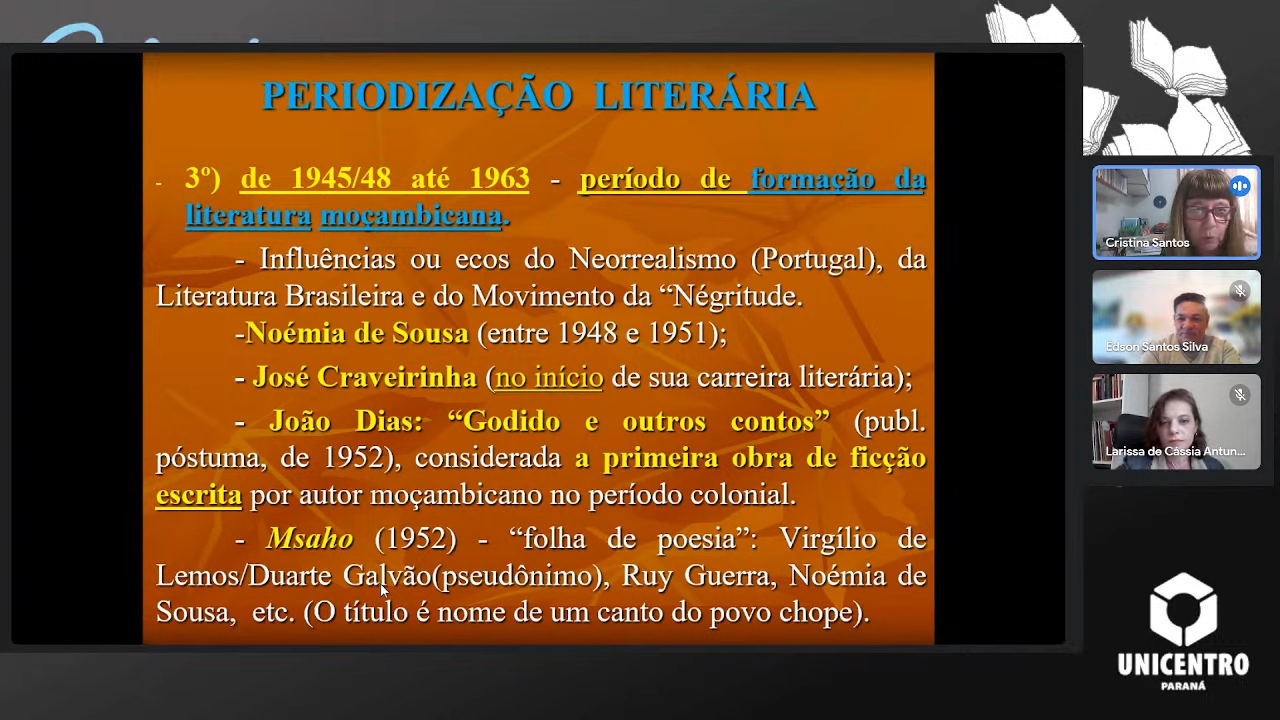 PERIODIZAÇÃO LITERÁRIA
- 3º) de 1945/48 até 1963 - período de formação da
literatura moçambicana.
- Influências ou ecos do Neorrealismo (Portugal), da
Literatura Brasileira e do Movimento da “Négritude.
-Noémia de Sousa (entre 1948 e 1951);
- José Craveirinha (no início de sua carreira literária);
- João Dias: “Godido e outros contos” (publ.
póstuma, de 1952), considerada a primeira obra de ficção
escrita por autor moçambicano no período colonial.
- Msaho (1952) - “folha de poesia”: Virgílio de
Lemos/Duarte Galvão(pseudônimo), Ruy Guerra, Noémia de
Sousa, etc. (O título é nome de um canto do povo chope).
Cristina Santos
Edson Santos Silva
Larissa de Cássia Antun...
UNICENTRO
PARANÁ